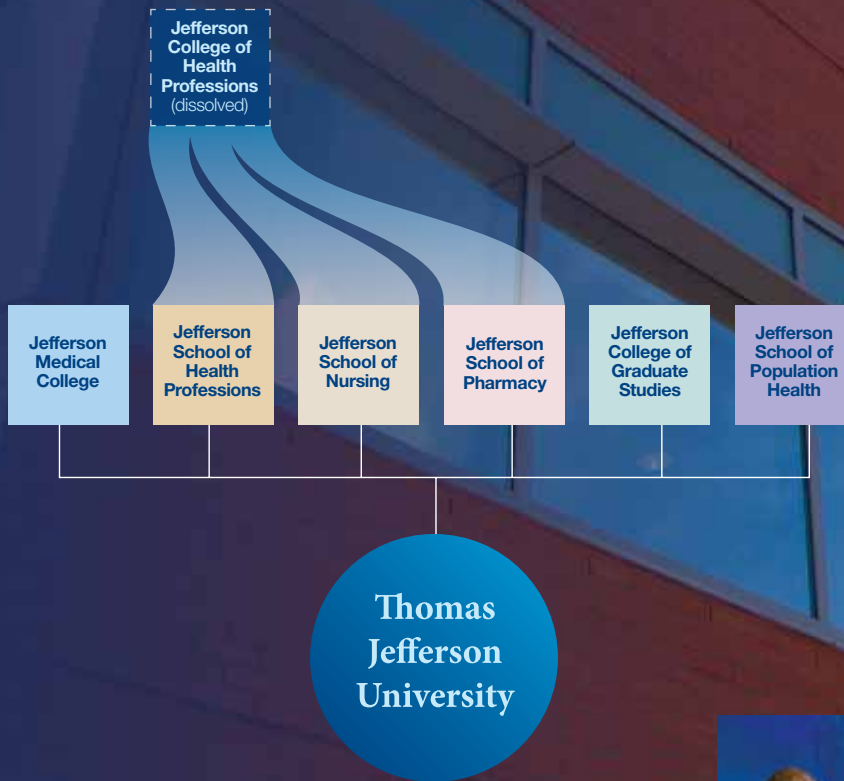 Jefferson
College of
Health
Professions
(dissolved)
Jefferson
Medical
College
Jefferson
School of
Health
Professions
Jefferson
School of
Nursing
Jefferson
School of
Pharmacy
Jefferson
College of
Graduate
Studies
Jefferson
School of
Population
Health
Thomas
Jefferson
University